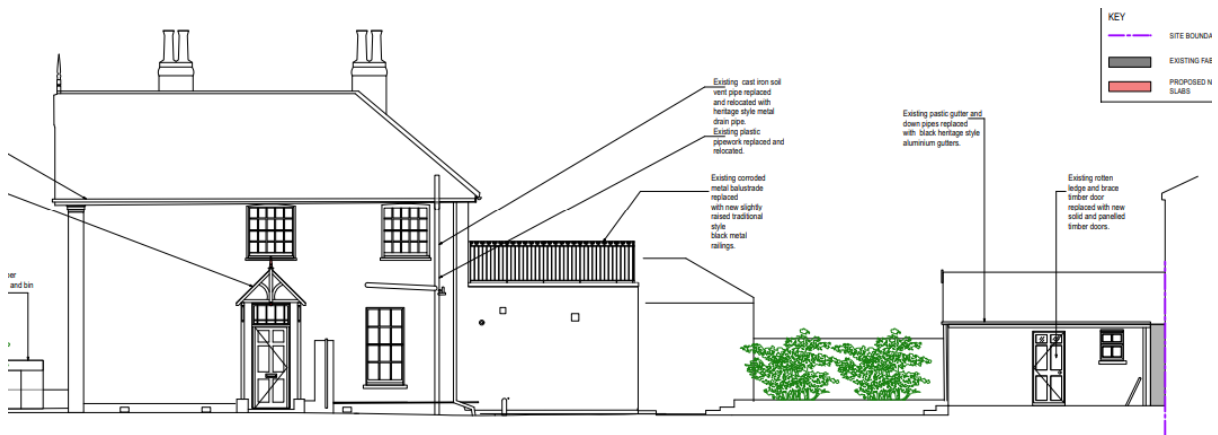 KEY
SITE BOUNDA
EXISTING FAB
PROPOSED N
SLABS
Existing cast iron soil
vent pipe replaced
and relocated with
heritage style metal
drain pipe.
Existing plastic
pipework replaced and
relocated.
Existing corroded
metal balustrade
replaced
with new slightly
raised traditional
style
black metal
railings.
Existing pastic gutter and
down pipes replaced
with black heritage style
aluminium gutters.
Existing rotten
ledge and brace
timber door
replaced with new
solid and panelled
timber doors.
ber
and bin